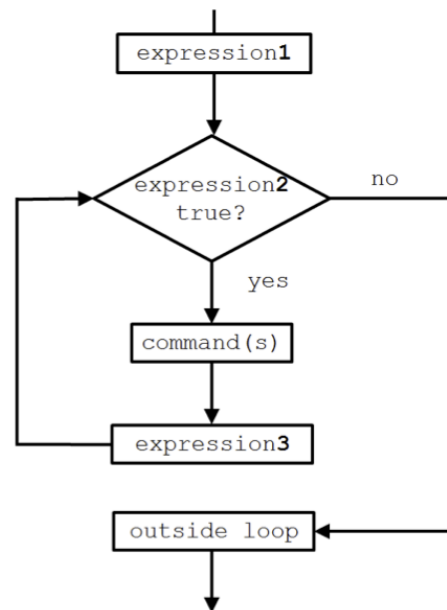 expression1
expression2
true?
no
yes
command(s)
expression3
outside loop